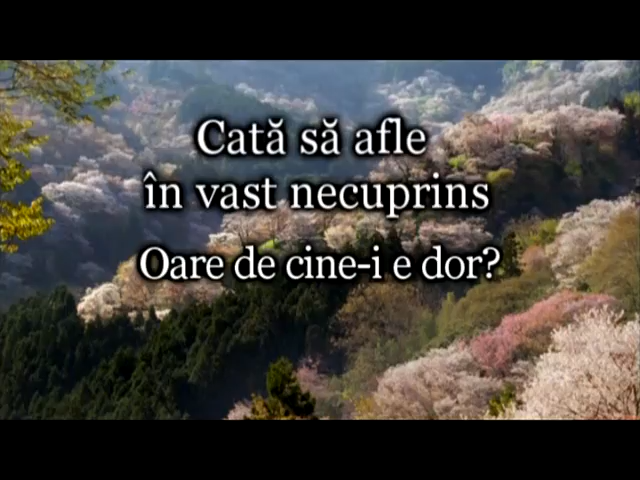 Cată să afle
în vast necuprins
Oare de cine-i e dor?